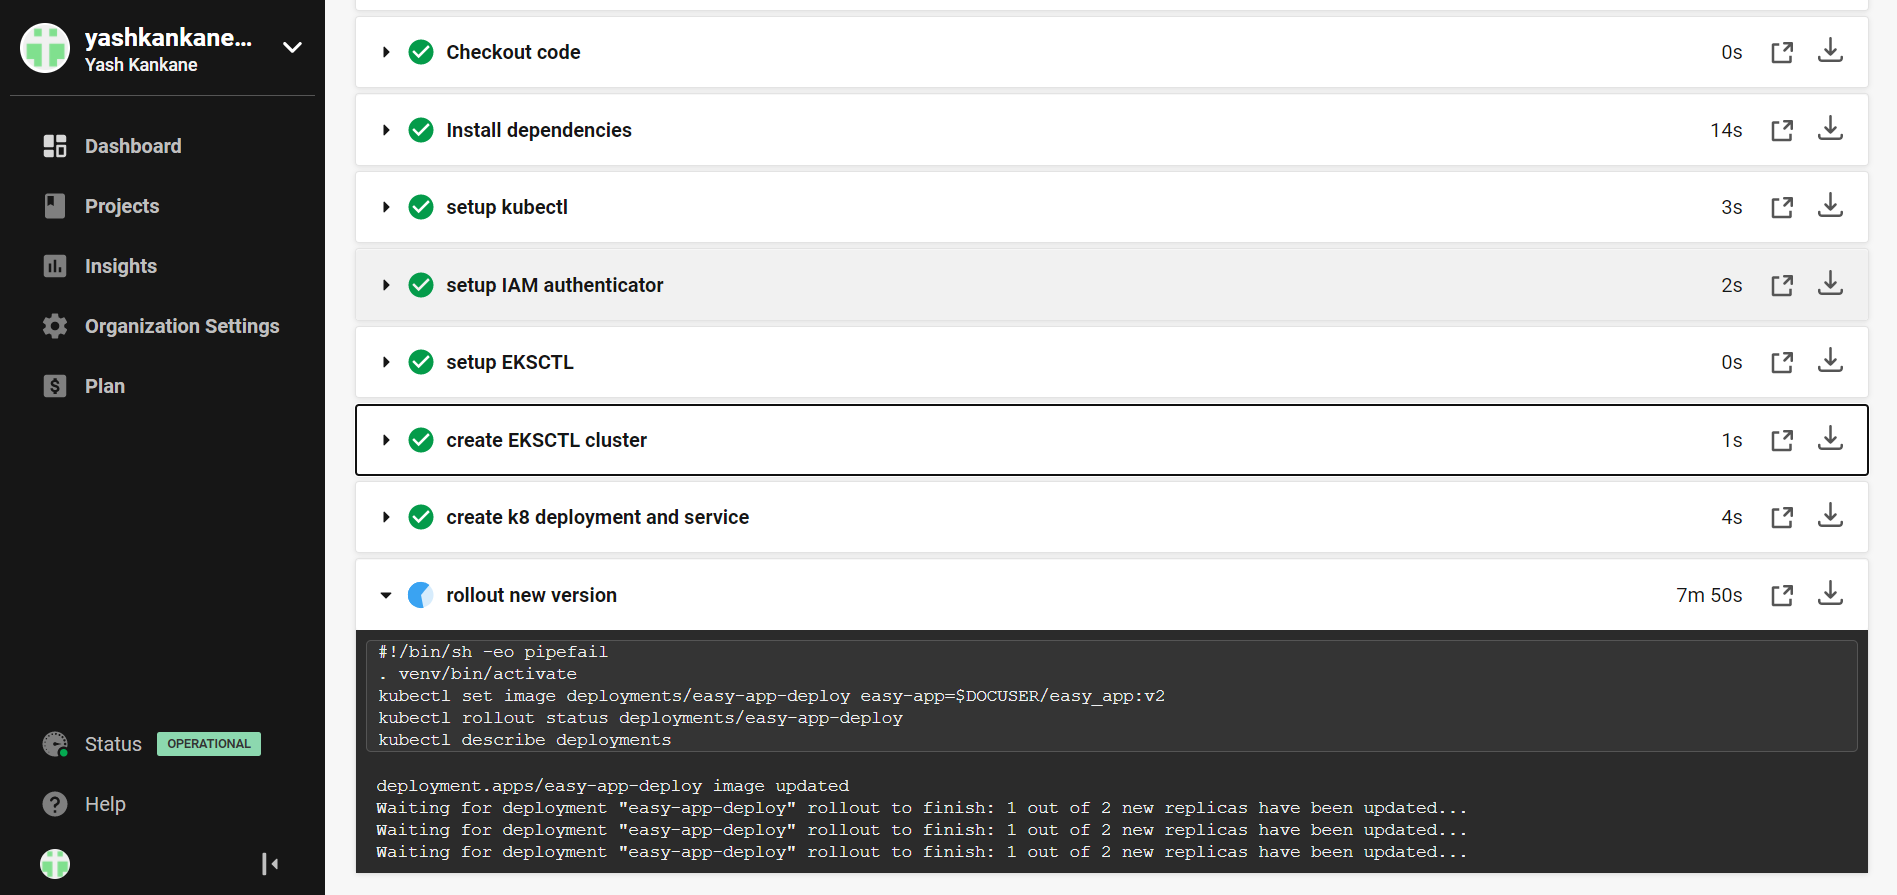 yashkankane...
Yash Kankane
Dashboard
Projects
Insights
Organization Settings
Plan
Status OPERATIONAL
Help
Checkout code 0s
Install dependencies 14s
setup kubectl 3s
setup IAM authenticator 2s
setup EKSCTL 0s
create EKSCTL cluster 1s
create k8 deployment and service 4s
rollout new version 7m 50s
#!/bin/sh -eo pipefail
. venv/bin/activate
kubectl set image deployments/easy-app-deploy easy-app=$DOCUSER/easy_app:v2
kubectl rollout status deployments/easy-app-deploy
kubectl describe deployments
deployment.apps/easy-app-deploy image updated
Waiting for deployment "easy-app-deploy" rollout to finish: 1 out of 2 new replicas have been updated...
Waiting for deployment "easy-app-deploy" rollout to finish: 1 out of 2 new replicas have been updated...
Waiting for deployment "easy-app-deploy" rollout to finish: 1 out of 2 new replicas have been updated...